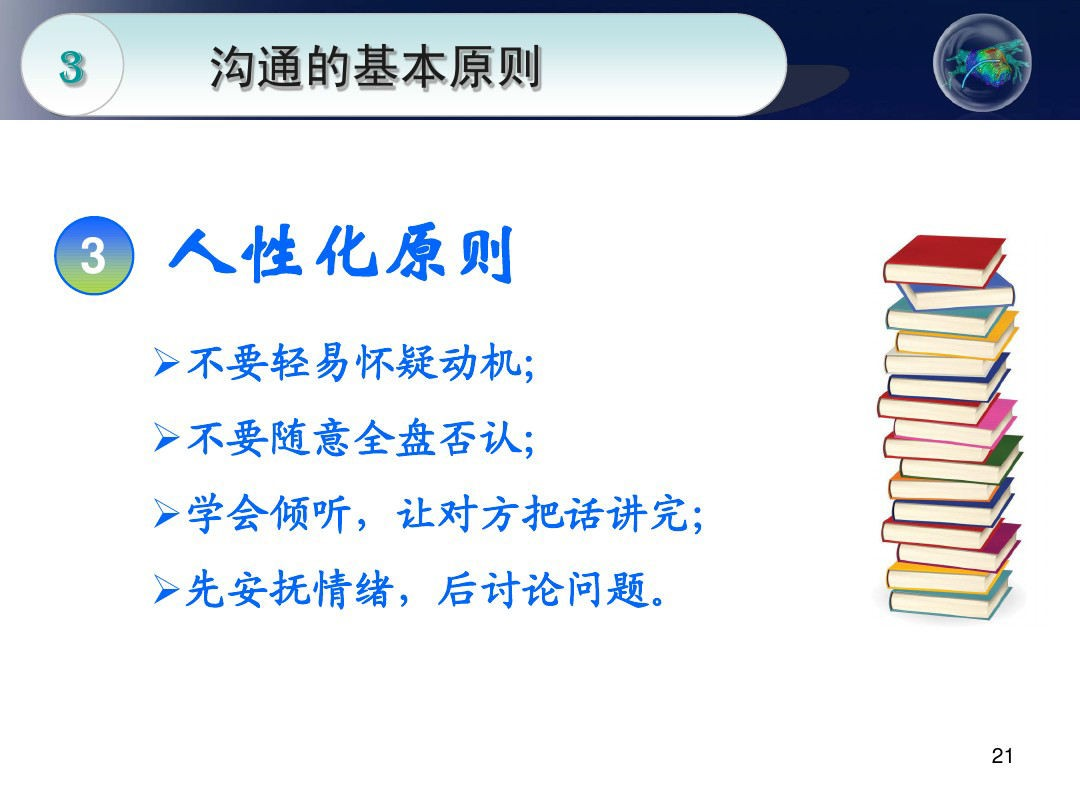 3
沟通的基本原则
3 人性化原则
➢不要轻易怀疑动机；
➢不要随意全盘否认；
➢学会倾听，让对方把话讲完；
➢先安抚情绪，后讨论问题。
21